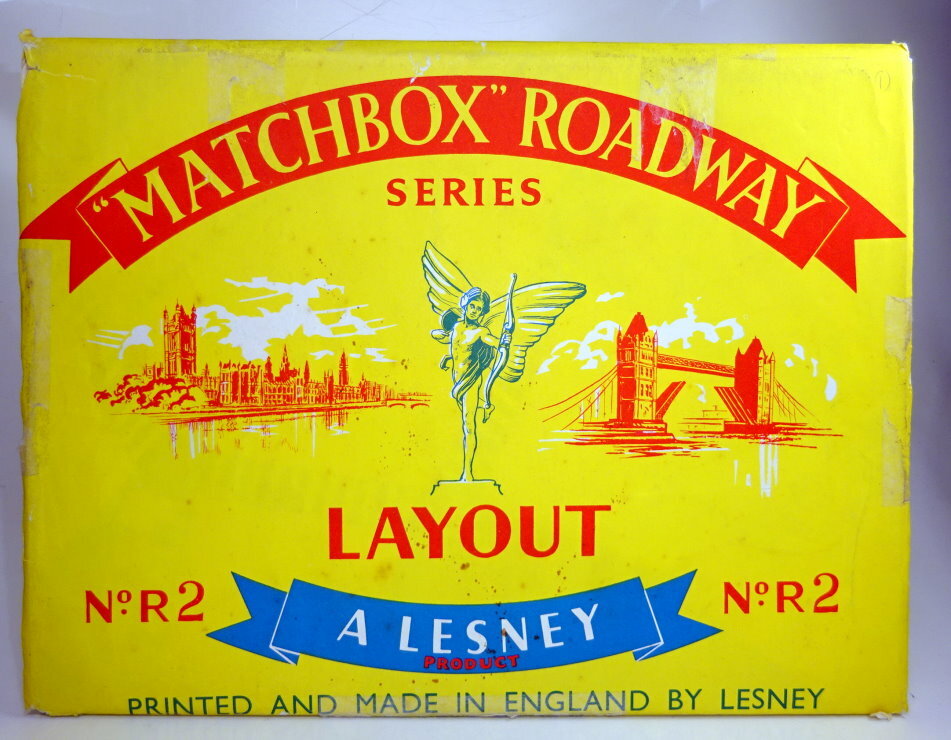 "MATCHBOX" ROADWAY
SERIES
LAYOUT
Nº R2
Nº R2
A LESNEY
PRODUCT
PRINTED AND MADE IN ENGLAND BY LESNEY